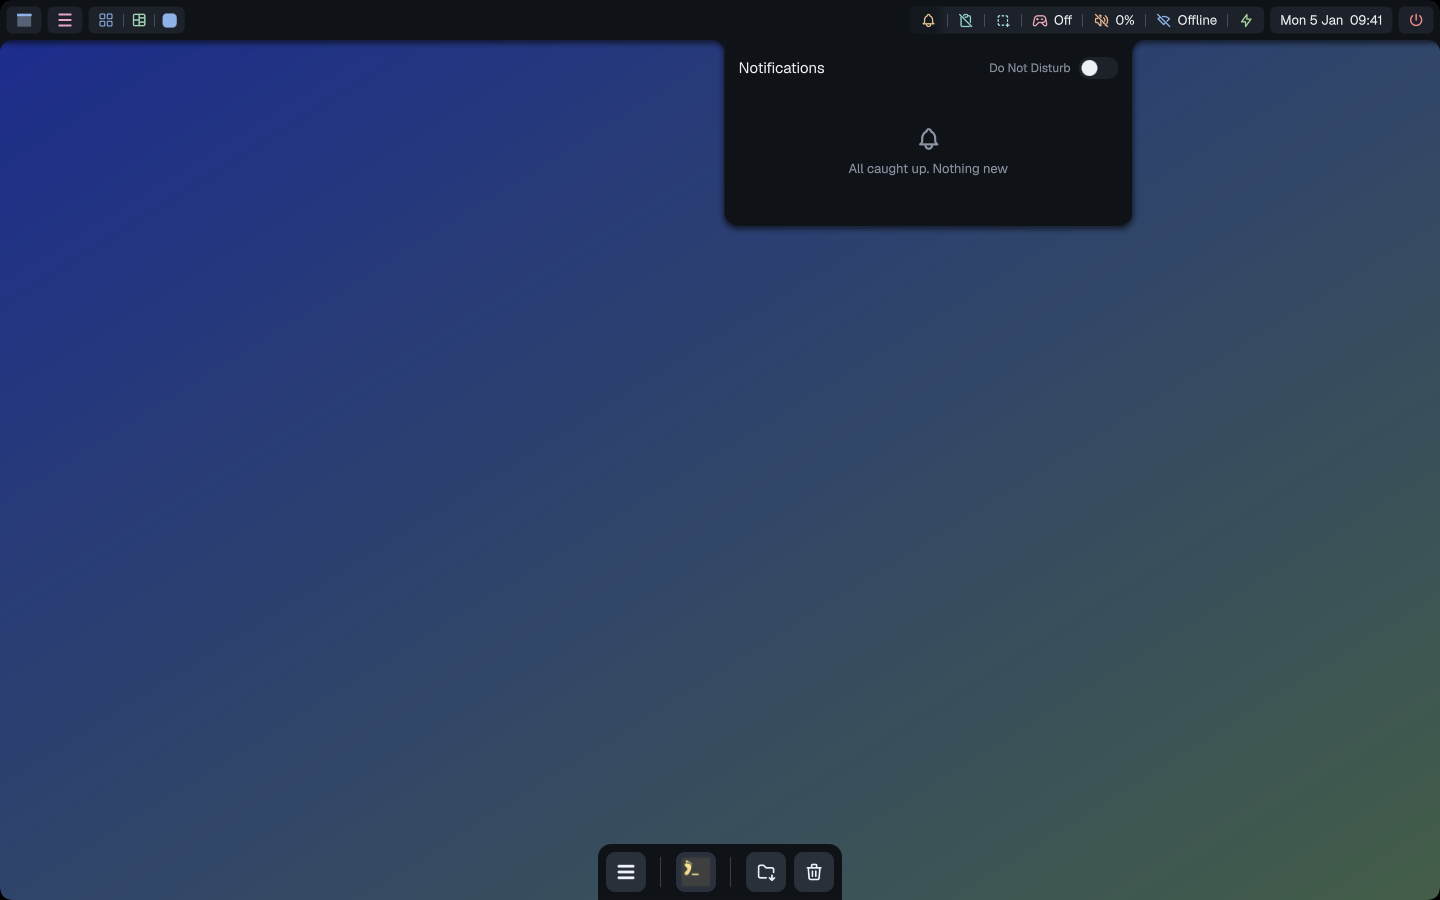 Off
0%
Offline
Mon 5 Jan 09:41
Notifications
Do Not Disturb
All caught up. Nothing new